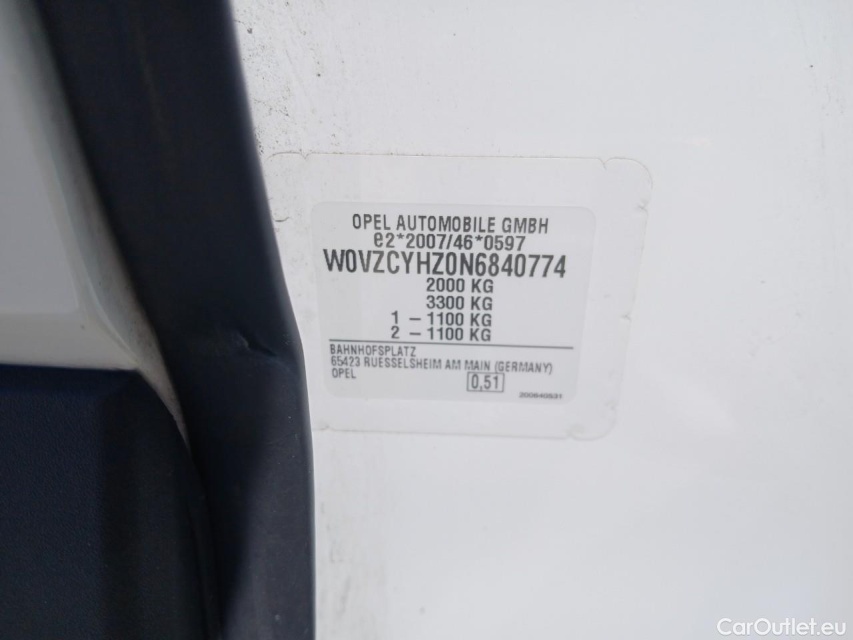 OPEL AUTOMOBILE GMBH
e2*2007/46*0597
W0VZCYHZ0N6840774
2000 KG
3300 KG
1 – 1100 KG
2 – 1100 KG
BAHNHOFSPLATZ
65423 RUESSELSHEIM AM MAIN (GERMANY)
OPEL
0,51
CarOutlet.eu